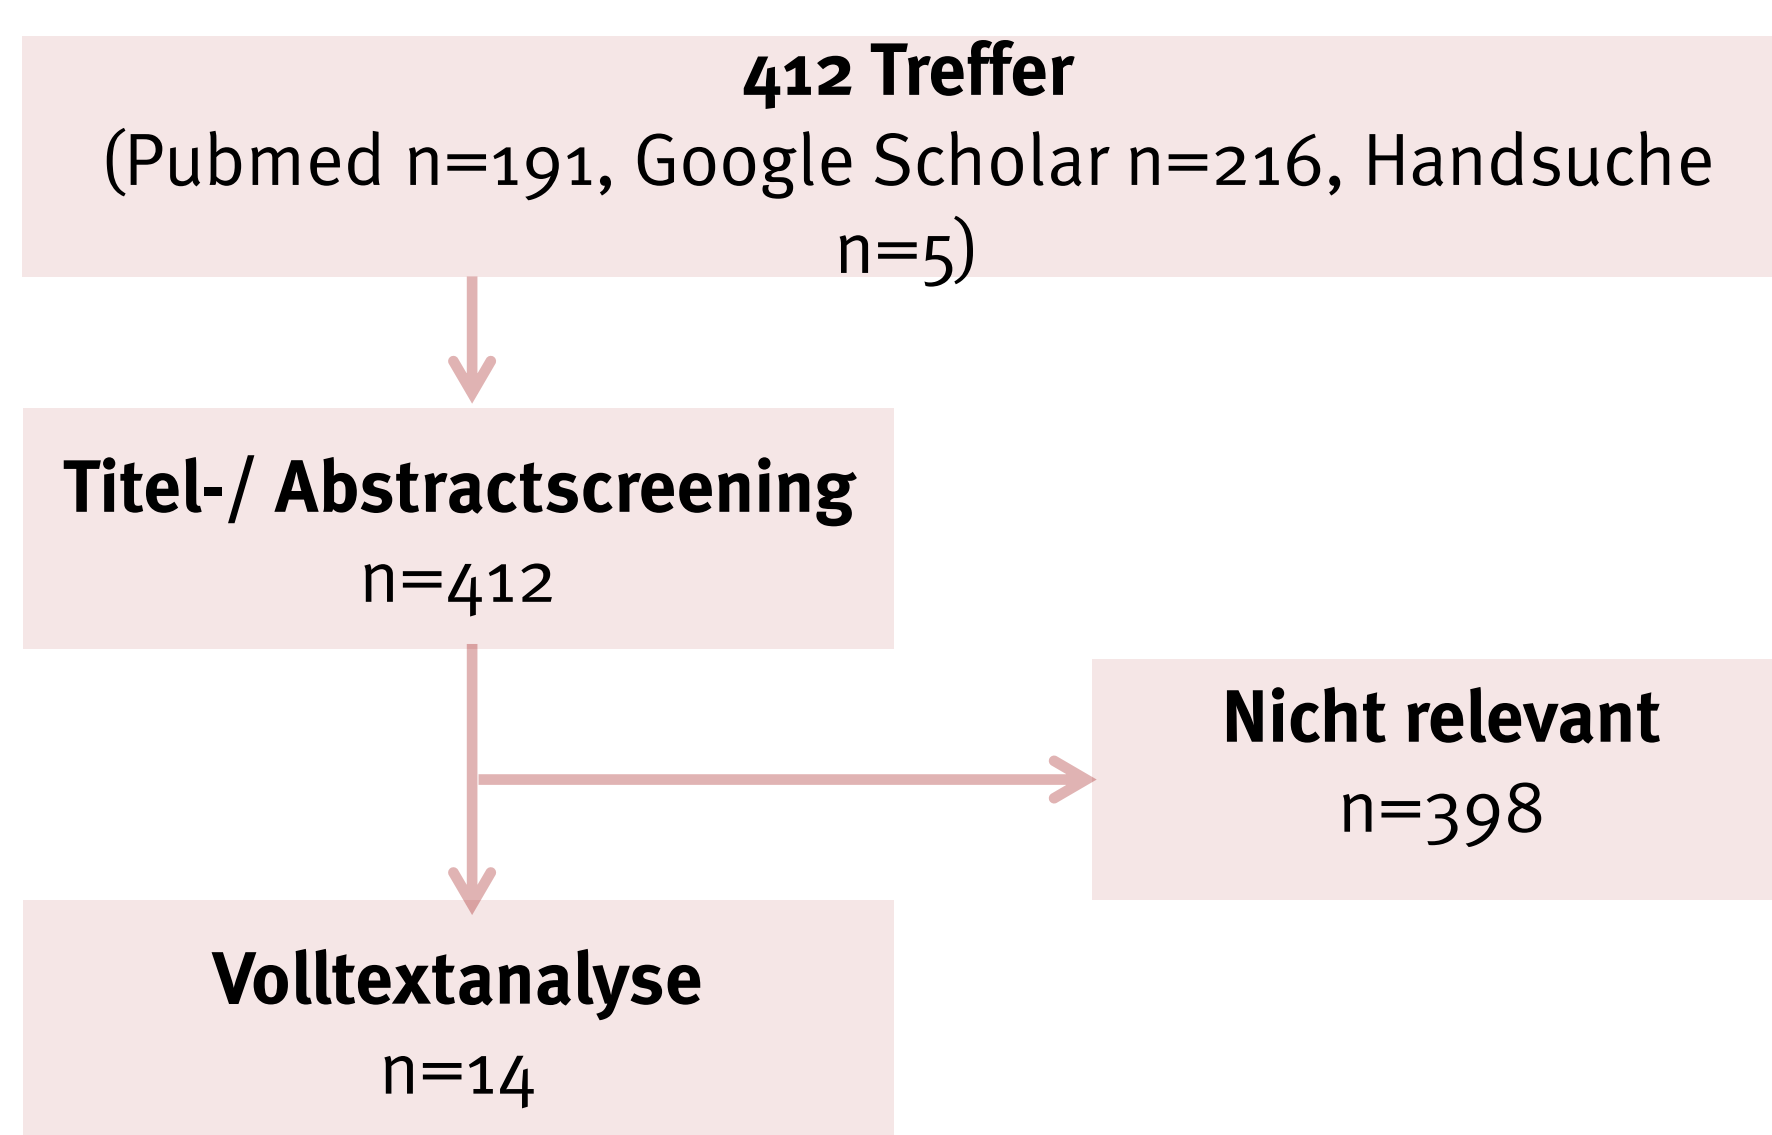 412 Treffer
(Pubmed n=191, Google Scholar n=216, Handsuche
n=5)
Titel-/ Abstractscreening
n=412
Nicht relevant
n=398
Volltextanalyse
n=14